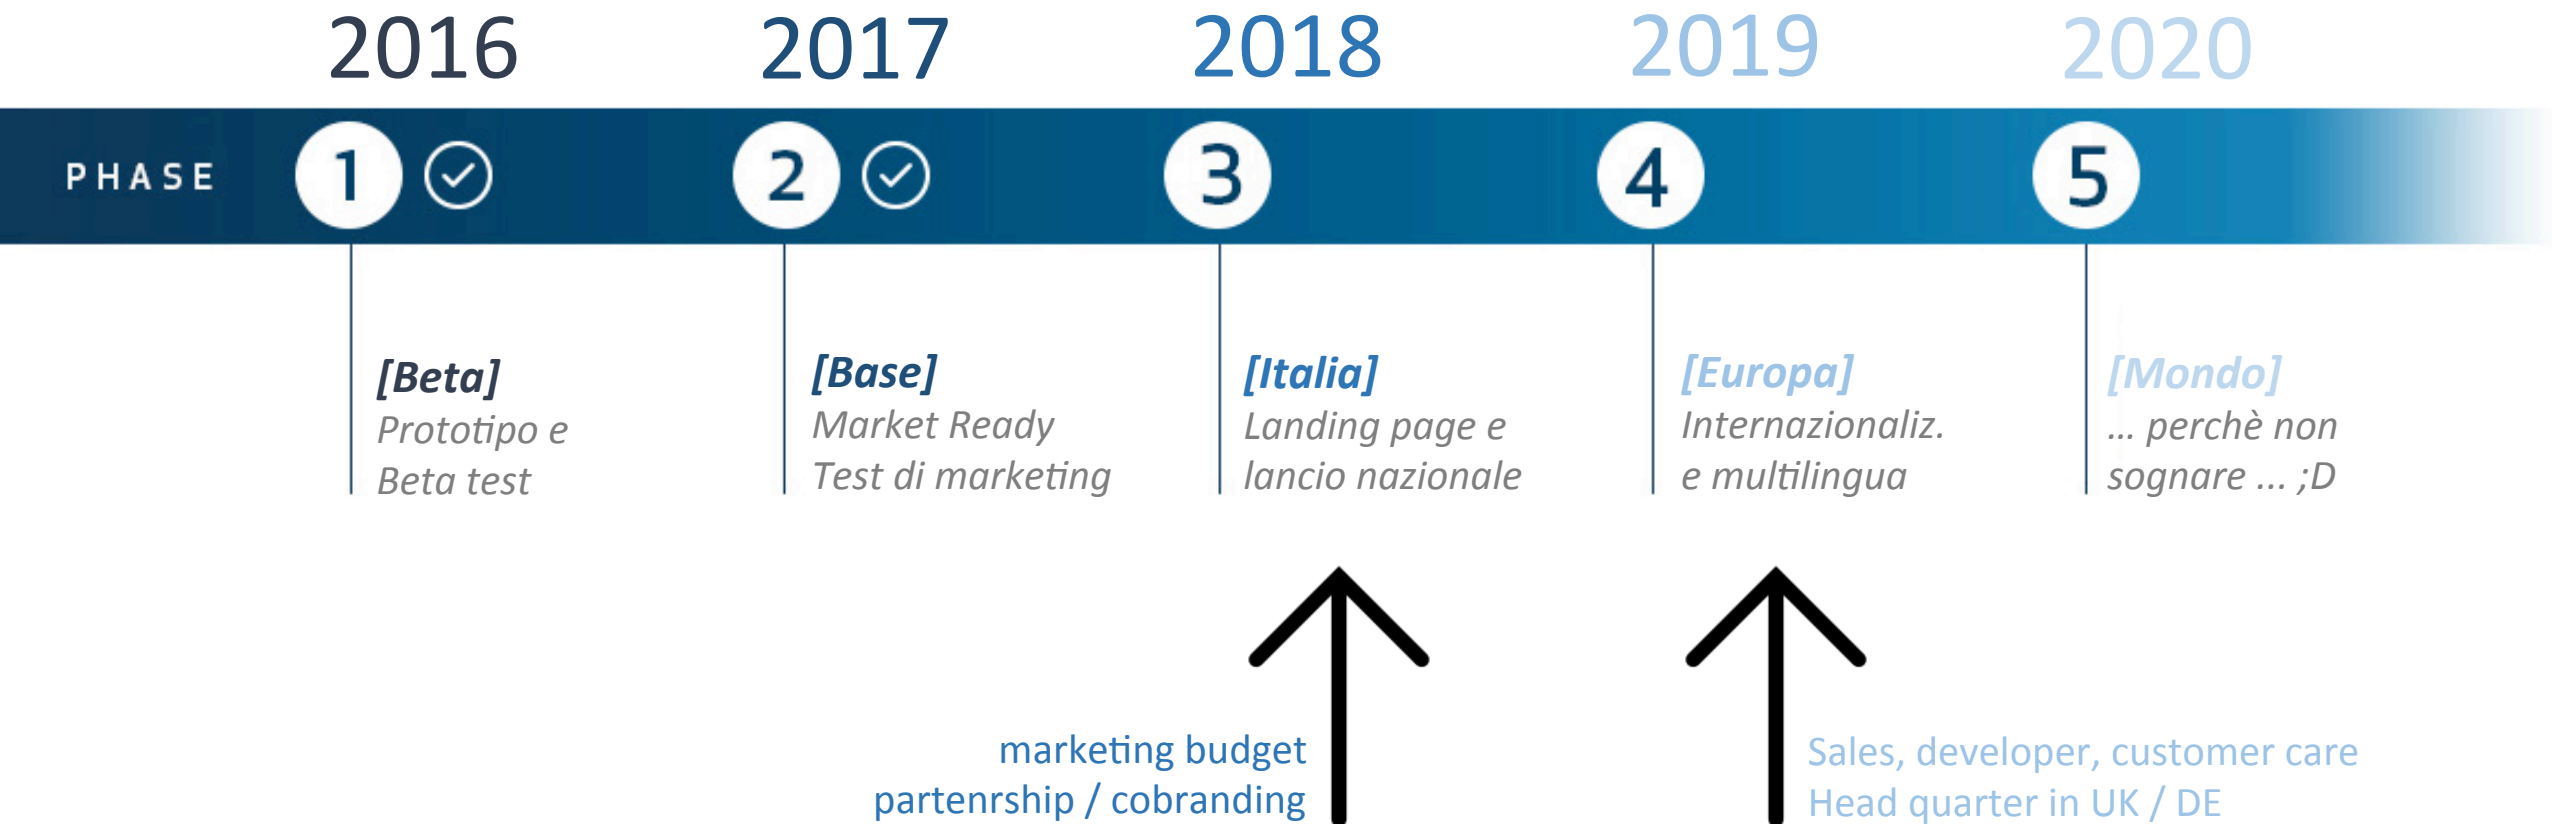 2016 2017 2018 2019 2020
PHASE 1 2 3 4 5
[Beta]
Prototipo e
Beta test
[Base]
Market Ready
Test di marketing
[Italia]
Landing page e
lancio nazionale
[Europa]
Internazionaliz.
e multilingua
[Mondo]
... perchè non
sognare ... ;D
marketing budget
partenrship / cobranding
Sales, developer, customer care
Head quarter in UK / DE